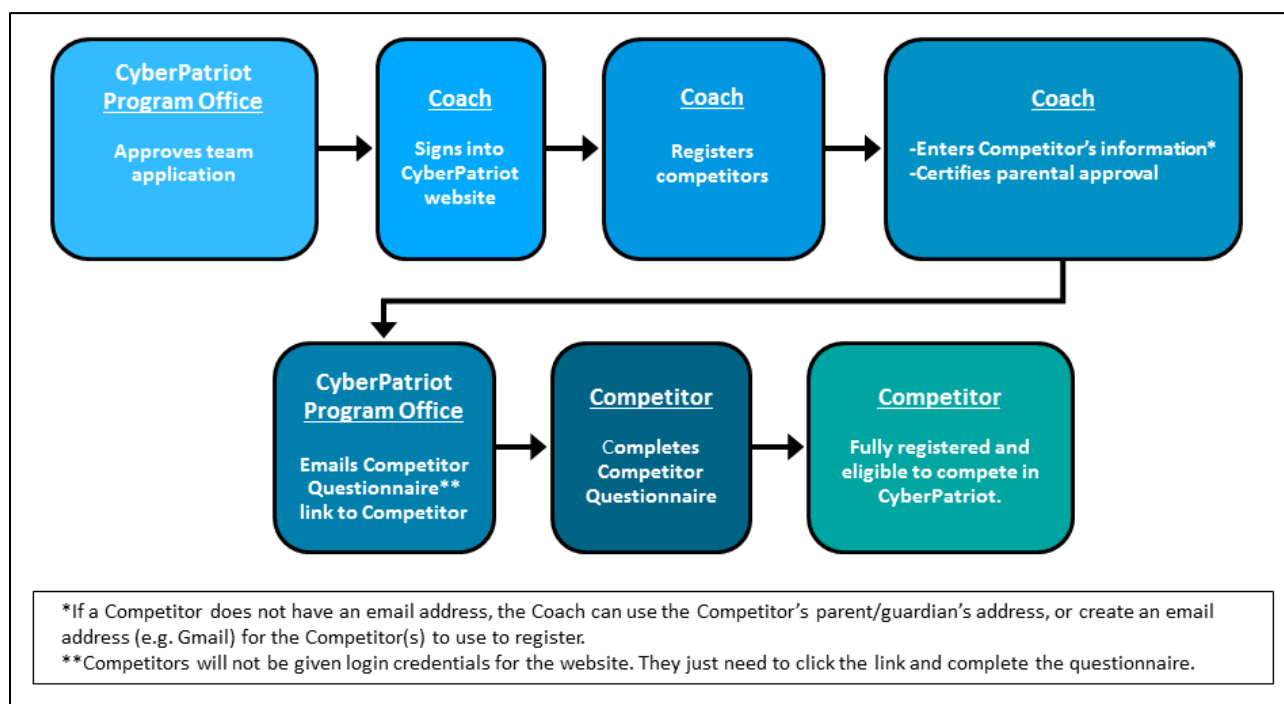 CyberPatriot
Program Office
Approves team
application
Coach
Signs into
CyberPatriot
website
Coach
Registers
competitors
Coach
-Enters Competitor's information*
-Certifies parental approval
CyberPatriot
Program Office
Emails Competitor
Questionnaire**
link to Competitor
Competitor
Completes
Competitor
Questionnaire
Competitor
Fully registered and
eligible to compete in
CyberPatriot.
*If a Competitor does not have an email address, the Coach can use the Competitor's parent/guardian's address, or create an email
address (e.g. Gmail) for the Competitor(s) to use to register.
**Competitors will not be given login credentials for the website. They just need to click the link and complete the questionnaire.